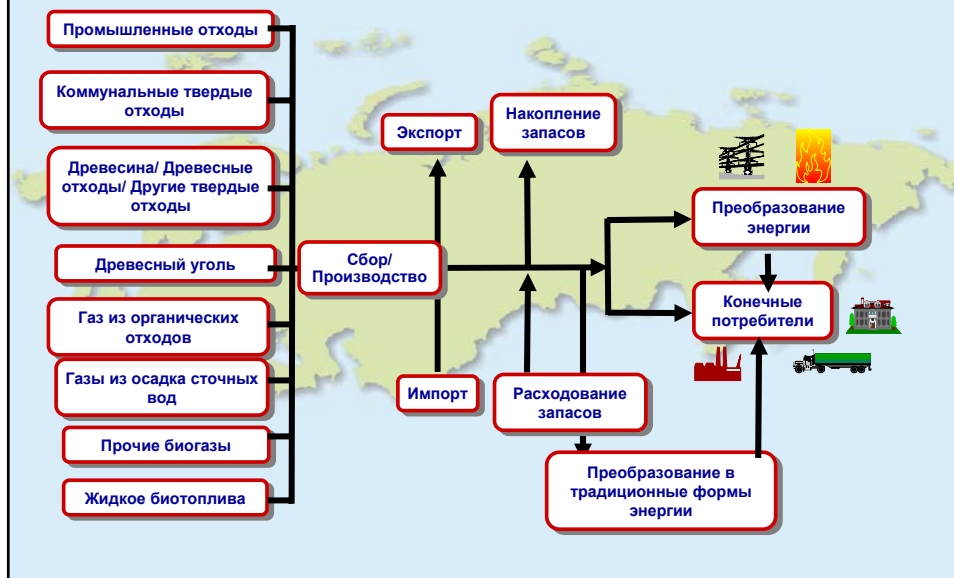 Промышленные отходы
Коммунальные твердые
отходы
Древесина/ Древесные
отходы/ Другие твердые
отходы
Древесный уголь
Газ из органических
отходов
Газы из осадка сточных
вод
Прочие биогазы
Жидкое биотоплива
Сбор/
Производство
Экспорт
Импорт
Накопление
запасов
Расходование
запасов
Преобразование
энергии
Конечные
потребители
Преобразование в
традиционные формы
энергии